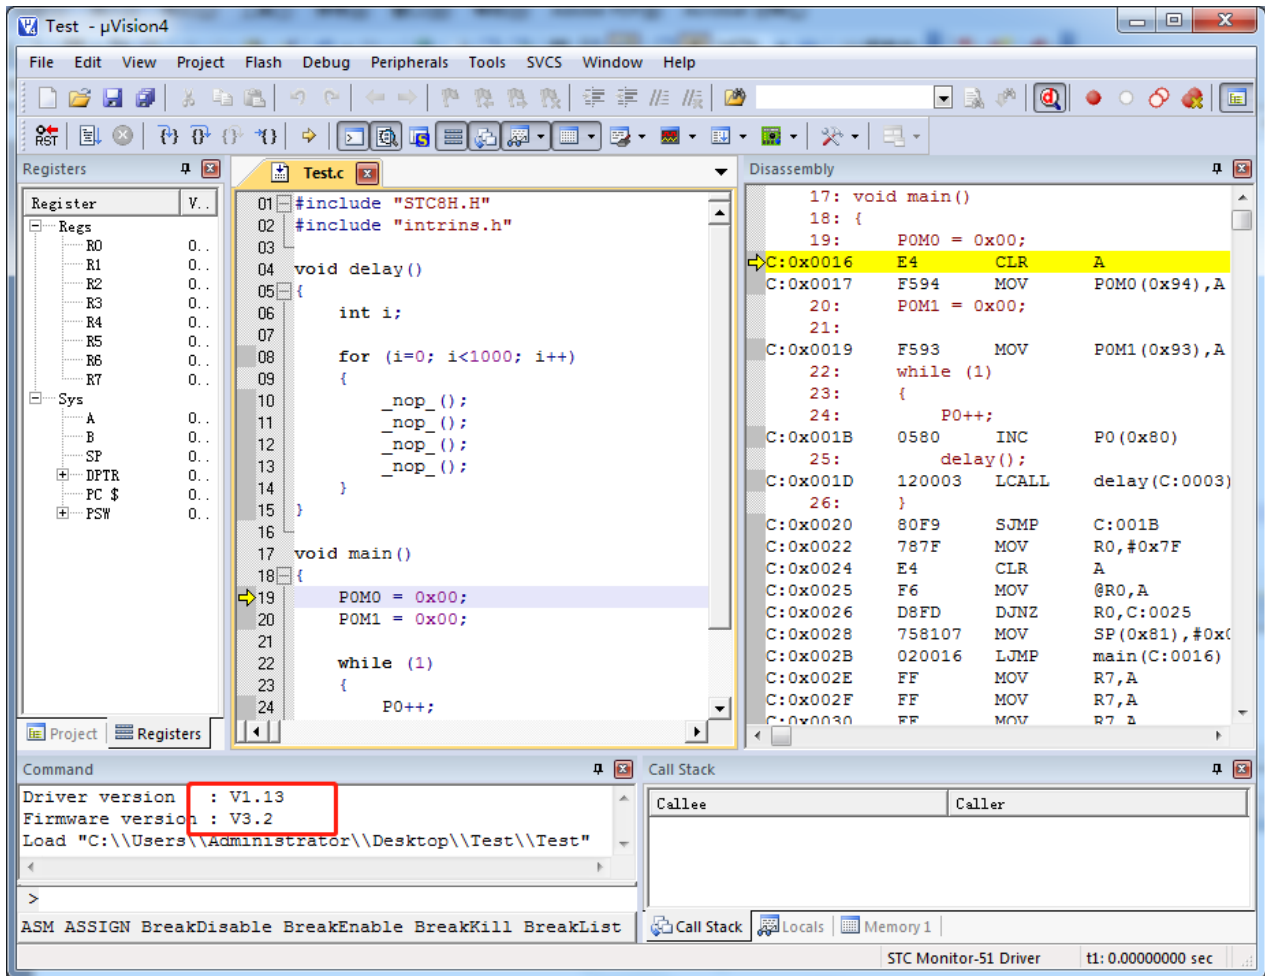 Test - µVision4
File Edit View Project Flash Debug Peripherals Tools SVCS Window Help
RST
Registers
Register V..
Regs
R0 0..
R1 0..
R2 0..
R3 0..
R4 0..
R5 0..
R6 0..
R7 0..
Sys
A 0..
B 0..
SP 0..
DPTR 0..
PC $ 0..
PSW 0..
Project Registers
Test.c
01 #include "STC8H.H"
02 #include "intrins.h"
03
04 void delay()
05 {
06 int i;
07
08 for (i=0; i<1000; i++)
09 {
10 _nop_();
11 _nop_();
12 _nop_();
13 _nop_();
14 }
15 }
16
17 void main()
18 {
19 P0M0 = 0x00;
20 P0M1 = 0x00;
21
22 while (1)
23 {
24 P0++;
Disassembly
17: void main()
18: {
19: P0M0 = 0x00;
C:0x0016 E4 CLR A
C:0x0017 F594 MOV P0M0(0x94),A
20: P0M1 = 0x00;
21:
C:0x0019 F593 MOV P0M1(0x93),A
22: while (1)
23: {
24: P0++;
C:0x001B 0580 INC P0(0x80)
25: delay();
C:0x001D 120003 LCALL delay(C:0003)
26: }
C:0x0020 80F9 SJMP C:001B
C:0x0022 787F MOV R0,#0x7F
C:0x0024 E4 CLR A
C:0x0025 F6 MOV @R0,A
C:0x0026 D8FD DJNZ R0,C:0025
C:0x0028 758107 MOV SP(0x81),#0x0
C:0x002B 020016 LJMP main(C:0016)
C:0x002E FF MOV R7,A
C:0x002F FF MOV R7,A
C:0x0030 FF MOV R7,A
Command
Driver version : V1.13
Firmware version : V3.2
Load "C:\\Users\\Administrator\\Desktop\\Test\\Test"
>
ASM ASSIGN BreakDisable BreakEnable BreakKill BreakList
Call Stack
Callee Caller
Call Stack Locals Memory 1
STC Monitor-51 Driver t1: 0.00000000 sec